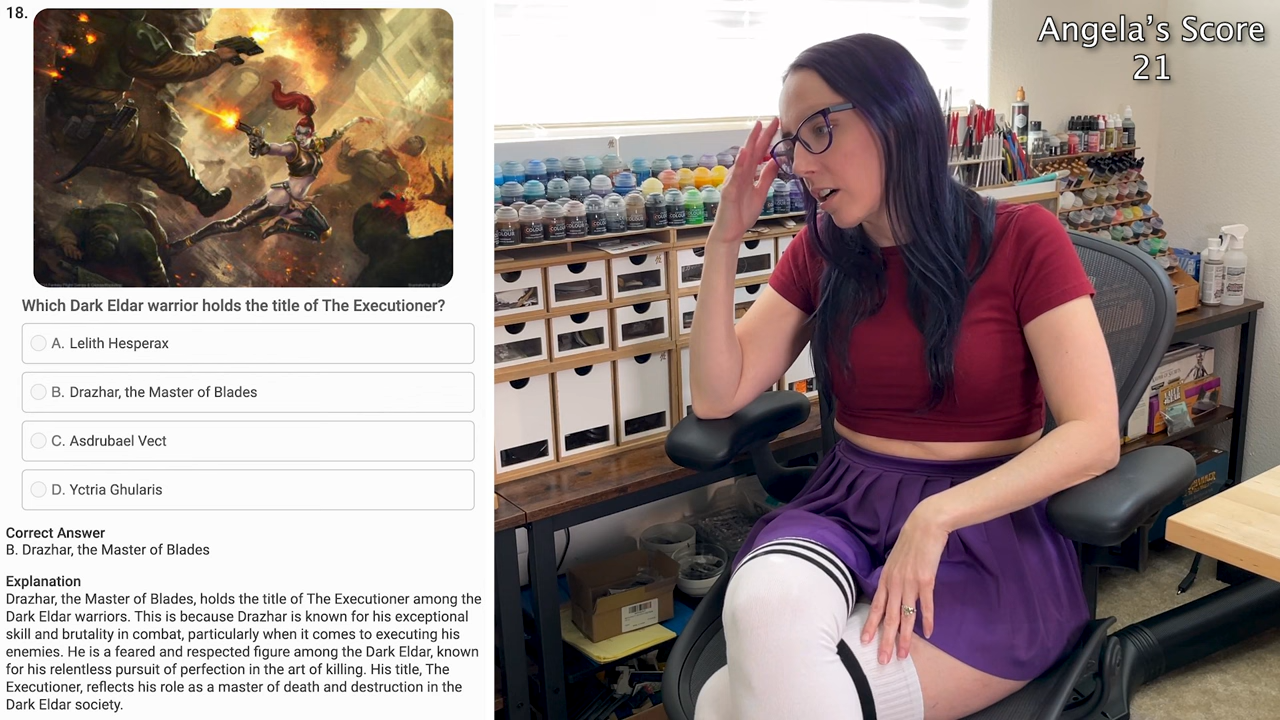 18.
Which Dark Eldar warrior holds the title of The Executioner?
A. Lelith Hesperax
B. Drazhar, the Master of Blades
C. Asdrubael Vect
D. Yctria Ghularis
Correct Answer
B. Drazhar, the Master of Blades
Explanation
Drazhar, the Master of Blades, holds the title of The Executioner among the
Dark Eldar warriors. This is because Drazhar is known for his exceptional
skill and brutality in combat, particularly when it comes to executing his
enemies. He is a feared and respected figure among the Dark Eldar, known
for his relentless pursuit of perfection in the art of killing. His title, The
Executioner, reflects his role as a master of death and destruction in the
Dark Eldar society.
Angela's Score
21